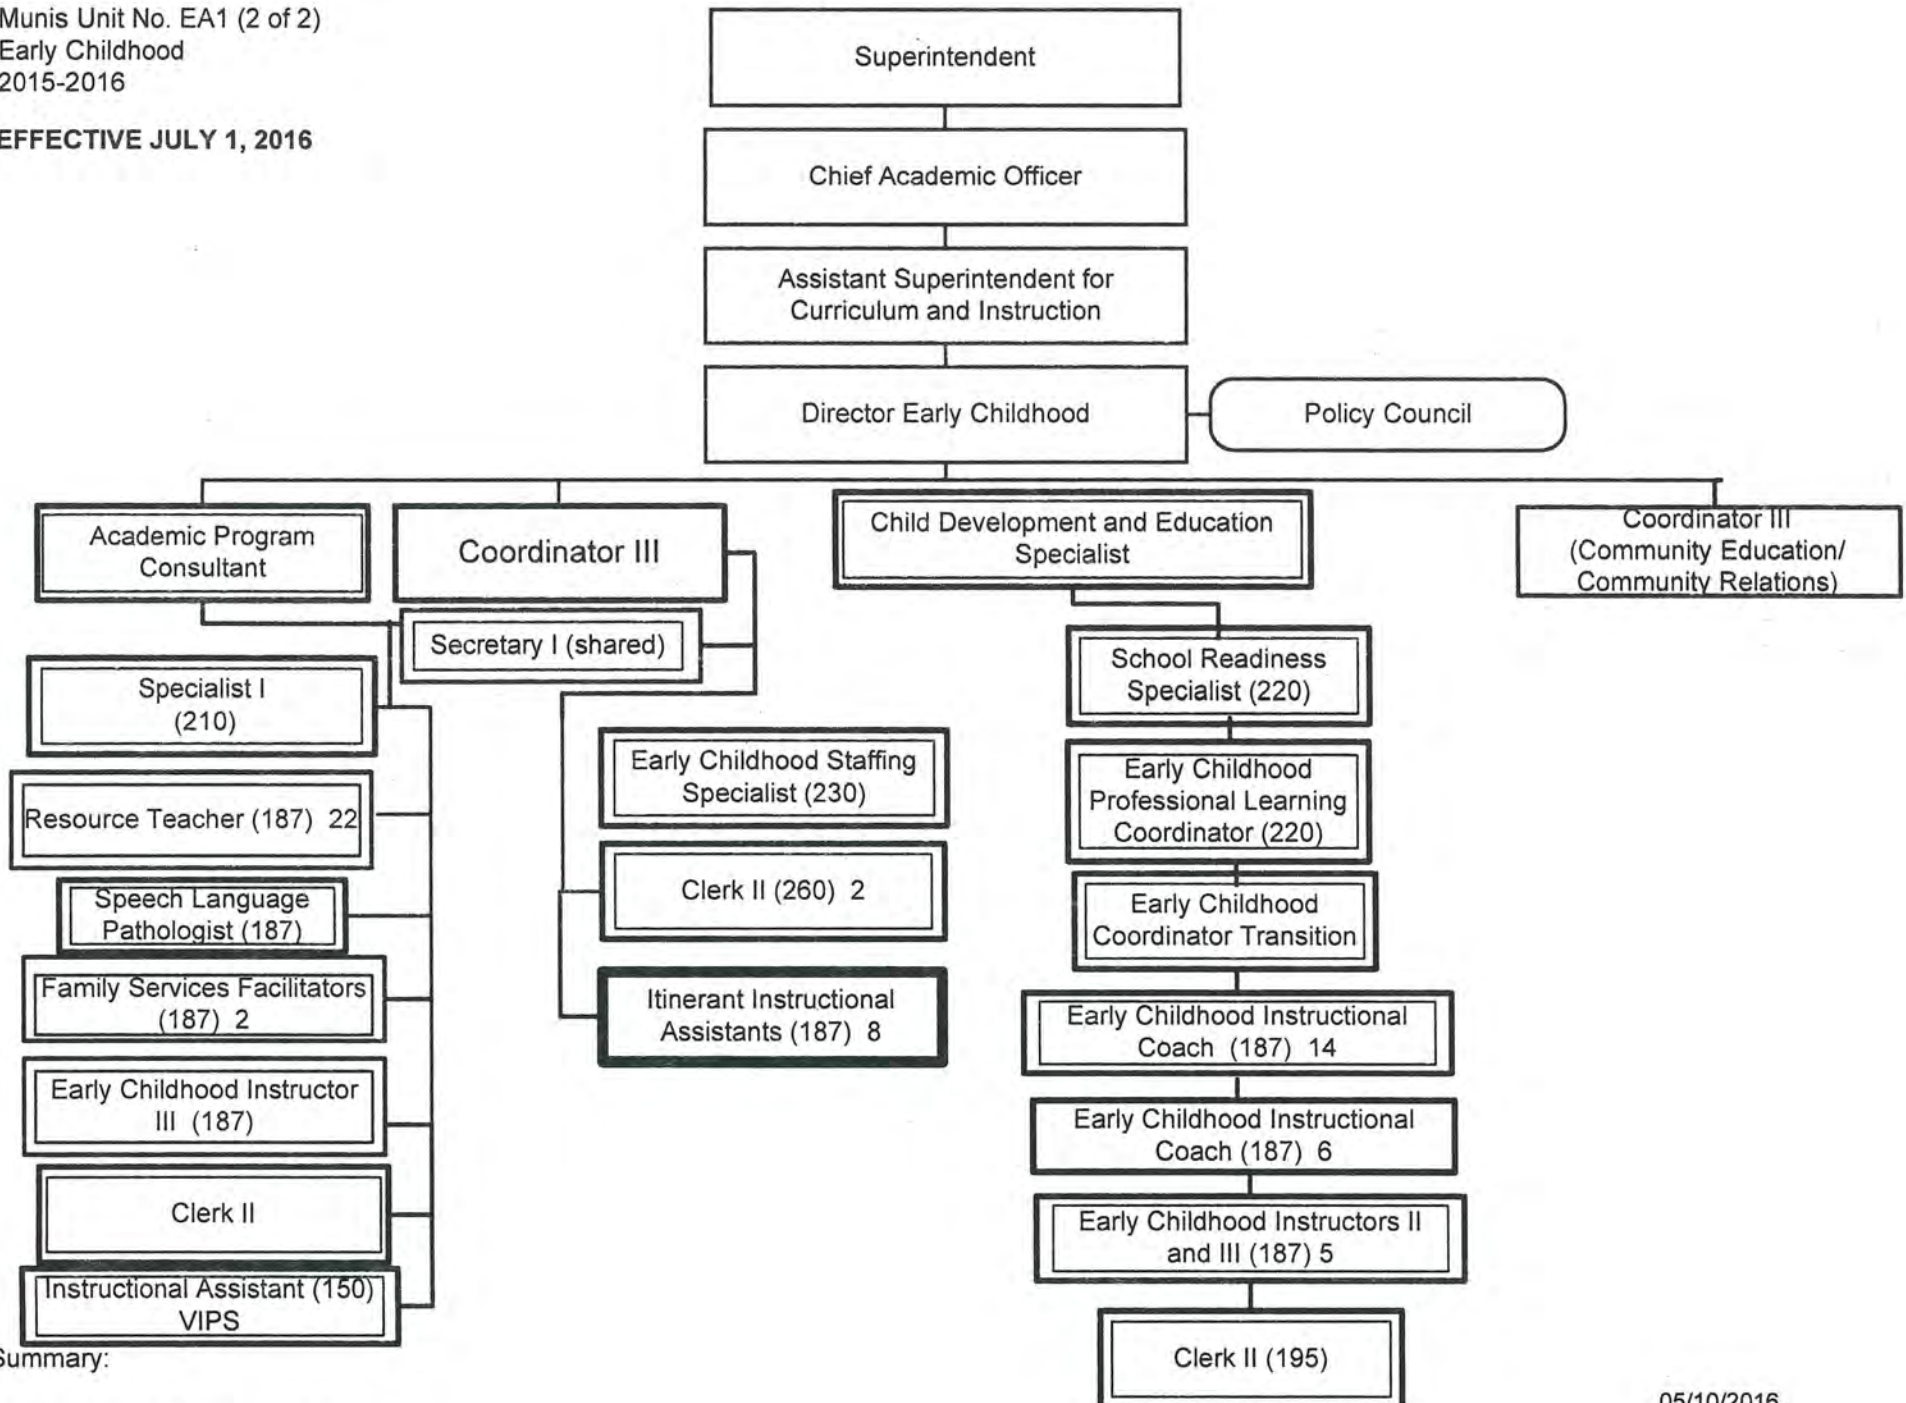 Munis Unit No. EA1 (2 of 2)
Early Childhood
2015-2016
EFFECTIVE JULY 1, 2016
Superintendent
Chief Academic Officer
Assistant Superintendent for
Curriculum and Instruction
Director Early Childhood
Policy Council
Academic Program
Consultant
Coordinator III
Child Development and Education
Specialist
Coordinator III
(Community Education/
Community Relations)
Secretary I (shared)
Specialist I
(210)
Resource Teacher (187) 22
Speech Language
Pathologist (187)
Family Services Facilitators
(187) 2
Early Childhood Instructor
III (187)
Clerk II
Instructional Assistant (150)
VIPS
Early Childhood Staffing
Specialist (230)
Clerk II (260) 2
Itinerant Instructional
Assistants (187) 8
School Readiness
Specialist (220)
Early Childhood
Professional Learning
Coordinator (220)
Early Childhood
Coordinator Transition
Early Childhood Instructional
Coach (187) 14
Early Childhood Instructional
Coach (187) 6
Early Childhood Instructors II
and III (187) 5
Clerk II (195)
Summary:
05/10/2016